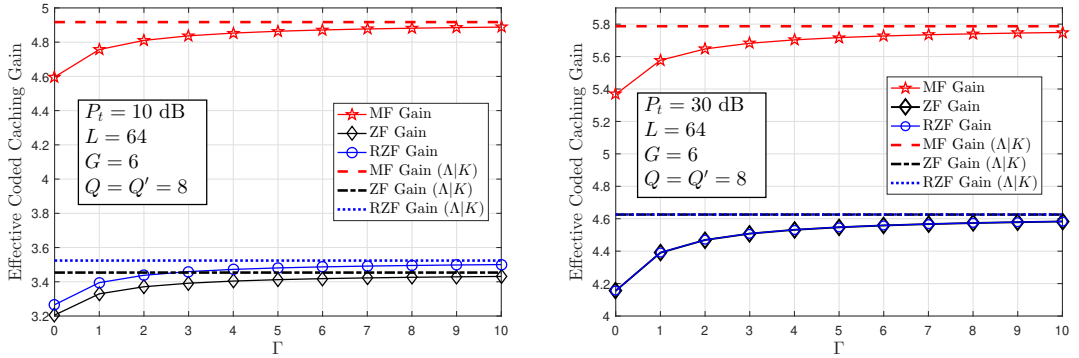 Effective Coded Caching Gain
5
4.8
4.6
4.4
4.2
4
3.8
3.6
3.4
3.2
P_t = 10 dB
L = 64
G = 6
Q = Q′ = 8
MF Gain
ZF Gain
RZF Gain
MF Gain (Λ|K)
ZF Gain (Λ|K)
RZF Gain (Λ|K)
0 1 2 3 4 5 6 7 8 9 10
Γ
Effective Coded Caching Gain
5.8
5.6
5.4
5.2
5
4.8
4.6
4.4
4.2
4
P_t = 30 dB
L = 64
G = 6
Q = Q′ = 8
MF Gain
ZF Gain
RZF Gain
MF Gain (Λ|K)
ZF Gain (Λ|K)
RZF Gain (Λ|K)
0 1 2 3 4 5 6 7 8 9 10
Γ